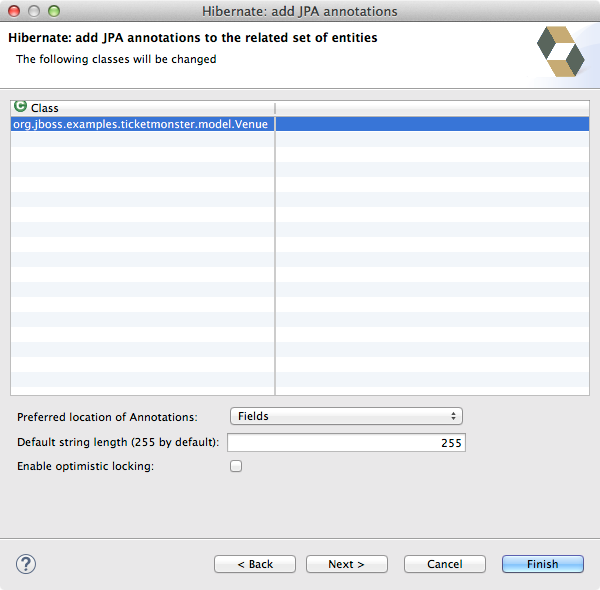 Hibernate: add JPA annotations
Hibernate: add JPA annotations to the related set of entities
The following classes will be changed
C Class
org.jboss.examples.ticketmonster.model.Venue
Preferred location of Annotations: Fields
Default string length (255 by default): 255
Enable optimistic locking:
? < Back Next > Cancel Finish